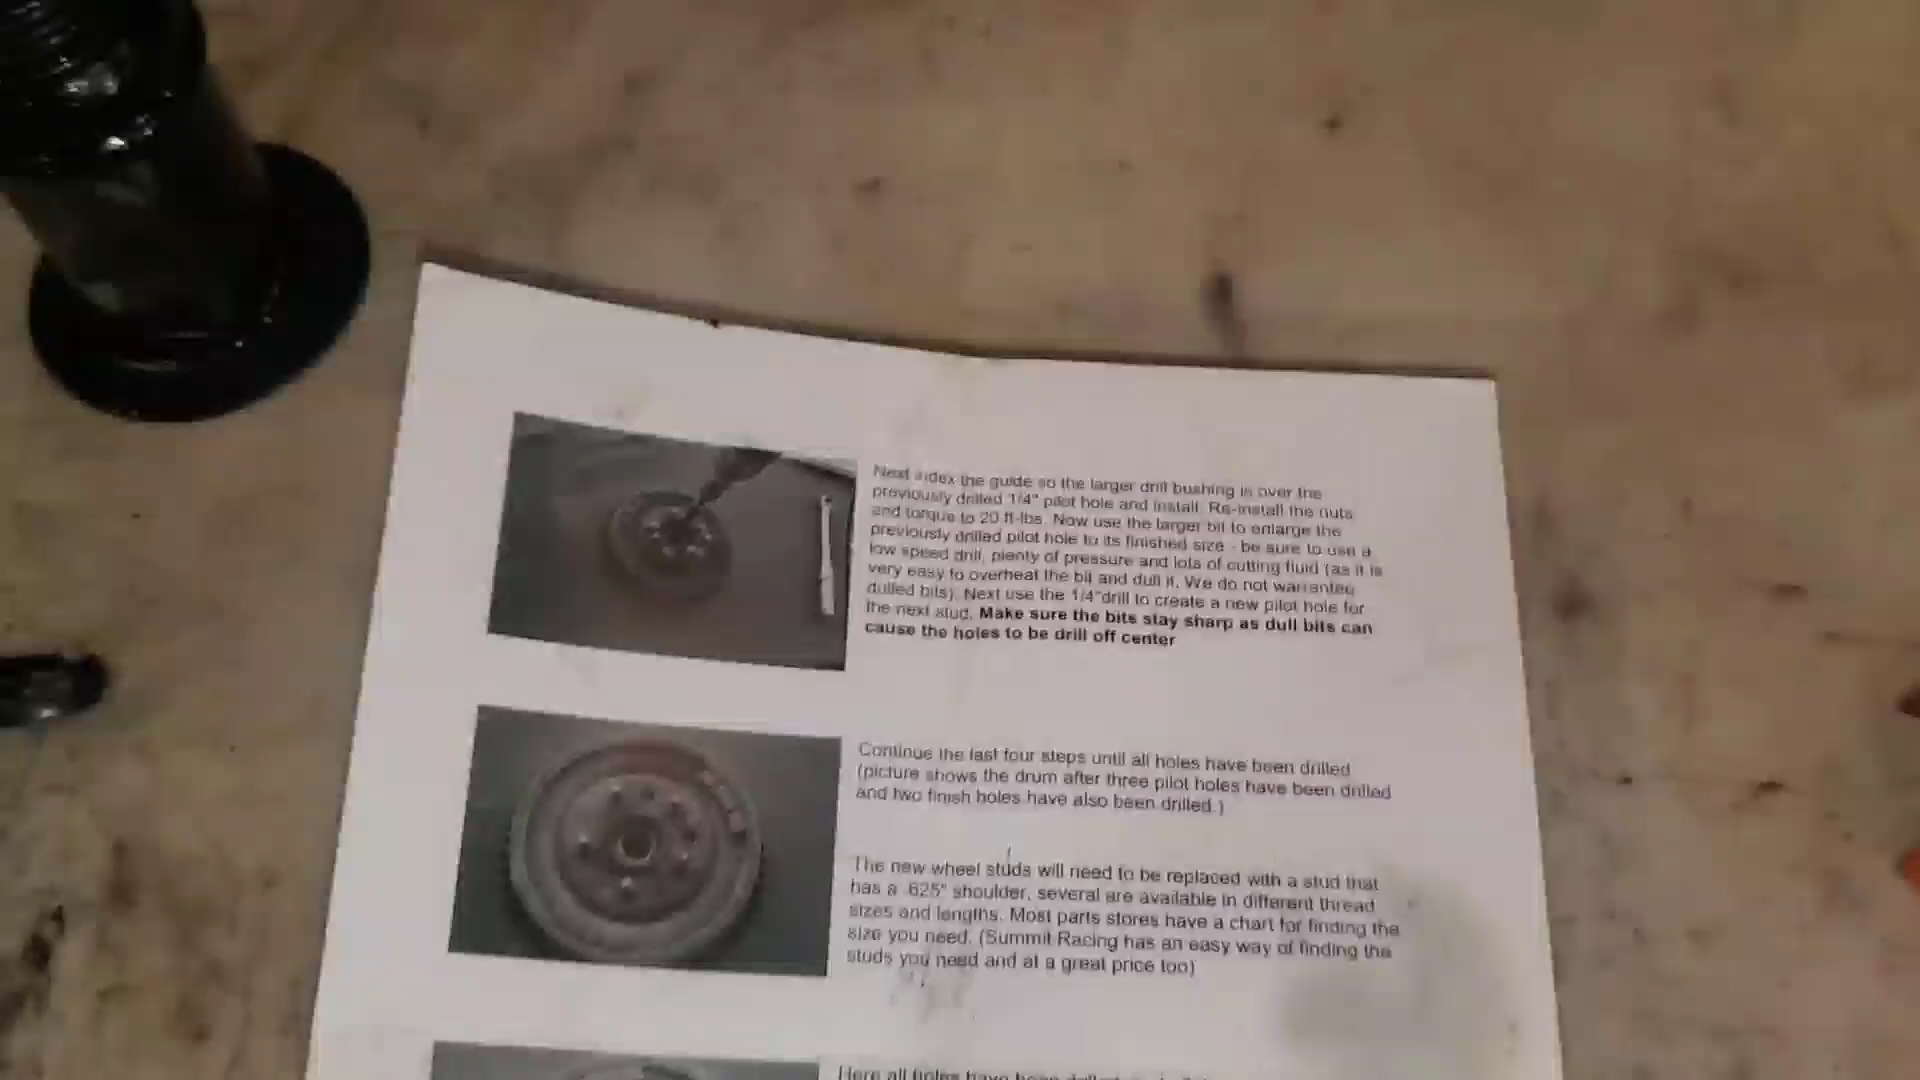 Next index the guide so the larger drill bushing is over the
previously drilled 1/4" pilot hole and install. Re-install the nuts
and torque to 20 ft-lbs. Now use the larger bit to enlarge the
previously drilled pilot hole to its finished size - be sure to use a
low speed drill, plenty of pressure and lots of cutting fluid (as it is
very easy to overheat the bit and dull it. We do not warrantee
dulled bits). Next use the 1/4"drill to create a new pilot hole for
the next stud. Make sure the bits stay sharp as dull bits can
cause the holes to be drill off center
Continue the last four steps until all holes have been drilled
(picture shows the drum after three pilot holes have been drilled
and two finish holes have also been drilled.)
The new wheel studs will need to be replaced with a stud that
has a .625" shoulder, several are available in different thread
sizes and lengths. Most parts stores have a chart for finding the
size you need. (Summit Racing has an easy way of finding the
studs you need and at a great price too)
Here all holes have been